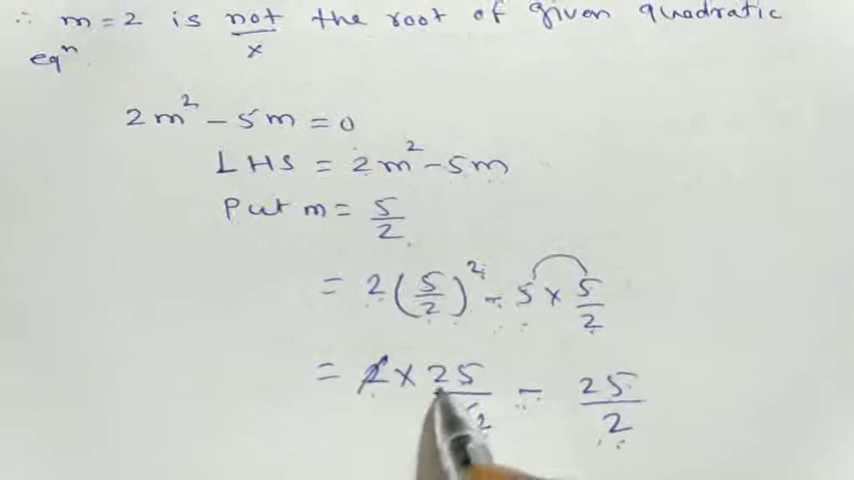 ∴ m = 2 is not the root of given quadratic
x
eqⁿ.
2m² - 5m = 0
LHS = 2m² - 5m
Put m = 5/2
= 2(5/2)² - 5 × 5/2
= 2 × 25/2 - 25/2